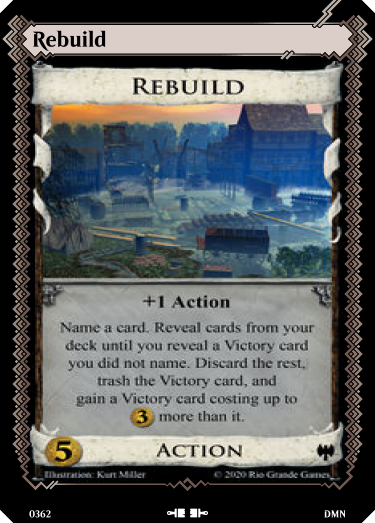 Rebuild
REBUILD
+1 Action
Name a card. Reveal cards from your
deck until you reveal a Victory card
you did not name. Discard the rest,
trash the Victory card, and
gain a Victory card costing up to
3 more than it.
5 ACTION
Illustration: Kurt Miller © 2020 Rio Grande Games
0362 DMN